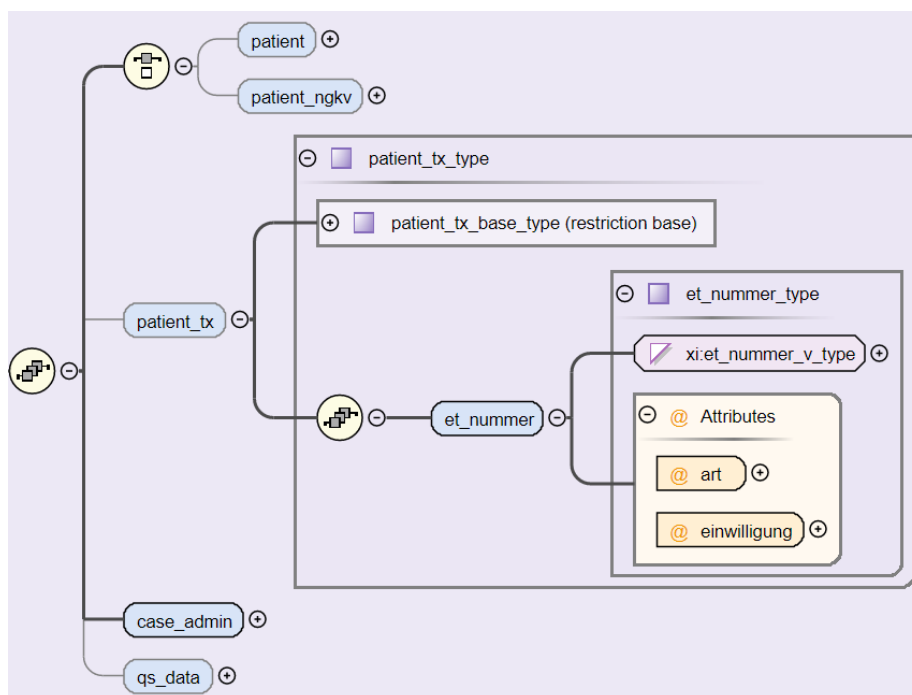 patient
patient_ngkv
patient_tx_type
patient_tx_base_type (restriction base)
et_nummer_type
patient_tx
xi:et_nummer_v_type
et_nummer
@ Attributes
@ art
@ einwilligung
case_admin
qs_data